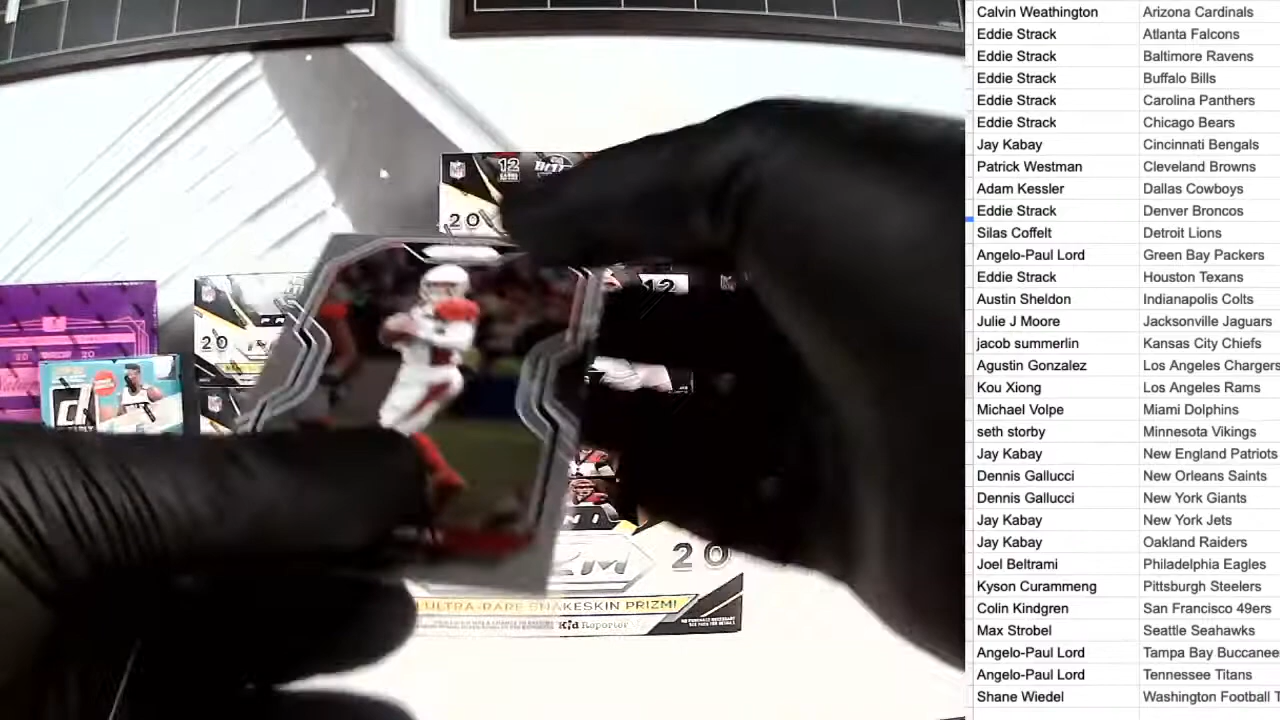 Calvin Weathington Arizona Cardinals
Eddie Strack Atlanta Falcons
Eddie Strack Baltimore Ravens
Eddie Strack Buffalo Bills
Eddie Strack Carolina Panthers
Eddie Strack Chicago Bears
Jay Kabay Cincinnati Bengals
Patrick Westman Cleveland Browns
Adam Kessler Dallas Cowboys
Eddie Strack Denver Broncos
Silas Coffelt Detroit Lions
Angelo-Paul Lord Green Bay Packers
Eddie Strack Houston Texans
Austin Sheldon Indianapolis Colts
Julie J Moore Jacksonville Jaguars
jacob summerlin Kansas City Chiefs
Agustin Gonzalez Los Angeles Chargers
Kou Xiong Los Angeles Rams
Michael Volpe Miami Dolphins
seth storby Minnesota Vikings
Jay Kabay New England Patriots
Dennis Gallucci New Orleans Saints
Dennis Gallucci New York Giants
Jay Kabay New York Jets
Jay Kabay Oakland Raiders
Joel Beltrami Philadelphia Eagles
Kyson Curammeng Pittsburgh Steelers
Colin Kindgren San Francisco 49ers
Max Strobel Seattle Seahawks
Angelo-Paul Lord Tampa Bay Buccanee
Angelo-Paul Lord Tennessee Titans
Shane Wiedel Washington Football T
12
20
12
20
20
ULTRA-RARE SNAKESKIN PRIZM!
Kid Reporter
20 20